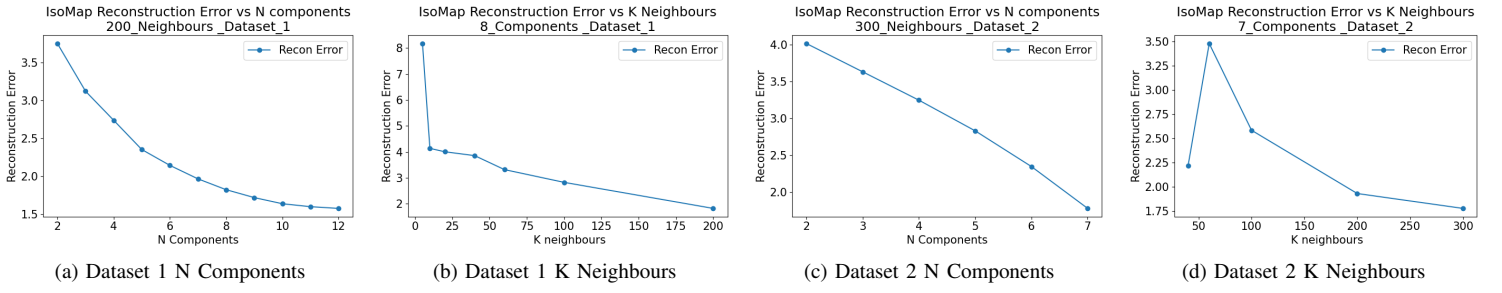 IsoMap Reconstruction Error vs N components
200_Neighbours _Dataset_1
Recon Error
Reconstruction Error
3.5
3.0
2.5
2.0
1.5
2 4 6 8 10 12
N Components
(a) Dataset 1 N Components
IsoMap Reconstruction Error vs K Neighbours
8_Components _Dataset_1
Recon Error
Reconstruction Error
8
7
6
5
4
3
2
0 25 50 75 100 125 150 175 200
K neighbours
(b) Dataset 1 K Neighbours
IsoMap Reconstruction Error vs N components
300_Neighbours _Dataset_2
Recon Error
Reconstruction Error
4.0
3.5
3.0
2.5
2.0
2 3 4 5 6 7
N Components
(c) Dataset 2 N Components
IsoMap Reconstruction Error vs K Neighbours
7_Components _Dataset_2
Recon Error
Reconstruction Error
3.50
3.25
3.00
2.75
2.50
2.25
2.00
1.75
50 100 150 200 250 300
K neighbours
(d) Dataset 2 K Neighbours